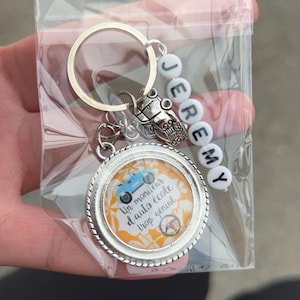 JEREMY
Un moniteur
d'auto école
trop génial